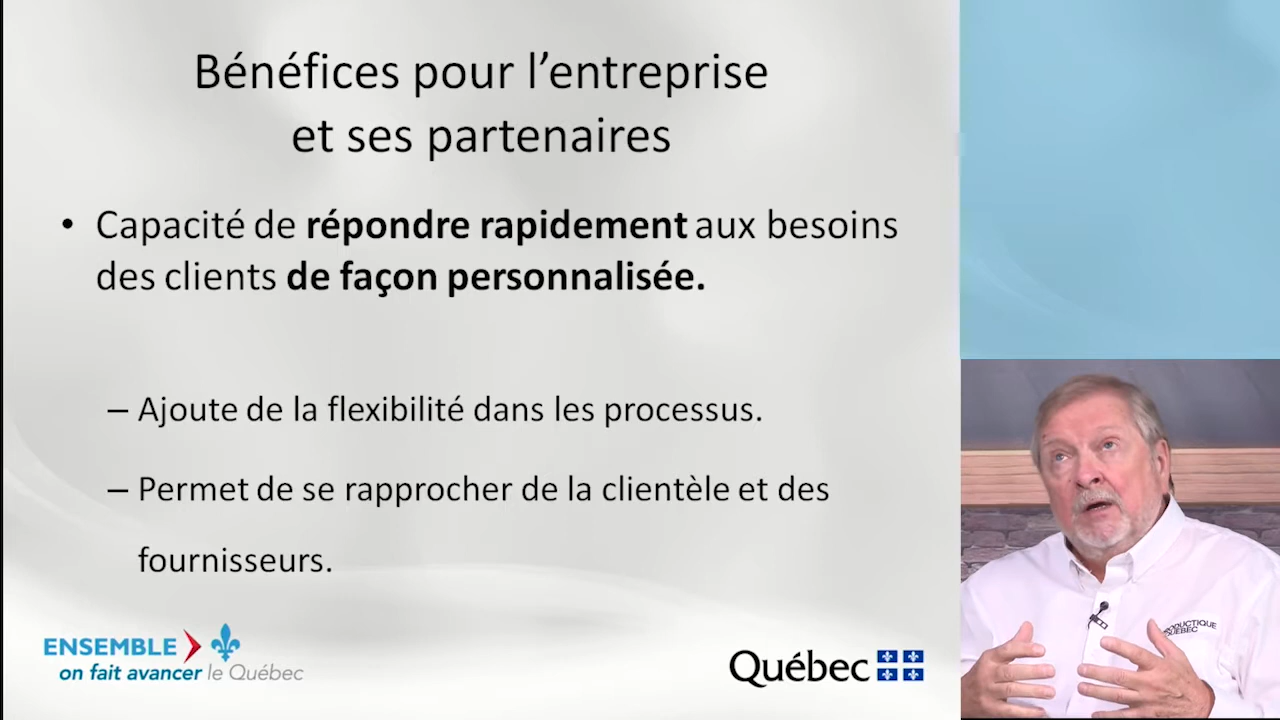 Bénéfices pour l’entreprise
et ses partenaires
• Capacité de répondre rapidement aux besoins
des clients de façon personnalisée.
– Ajoute de la flexibilité dans les processus.
– Permet de se rapprocher de la clientèle et des
fournisseurs.
ENSEMBLE
on fait avancer le Québec
Québec
QUÉBEC